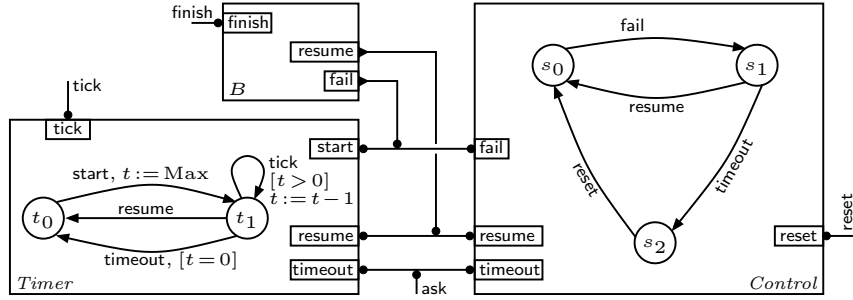 finish
finish
resume
B
fail
tick
tick
start
start, t := Max
tick
[t > 0]
t := t − 1
t0
resume
t1
timeout, [t = 0]
resume
timeout
Timer
ask
fail
s0
s1
resume
fail
timeout
reset
s2
resume
timeout
reset
reset
Control